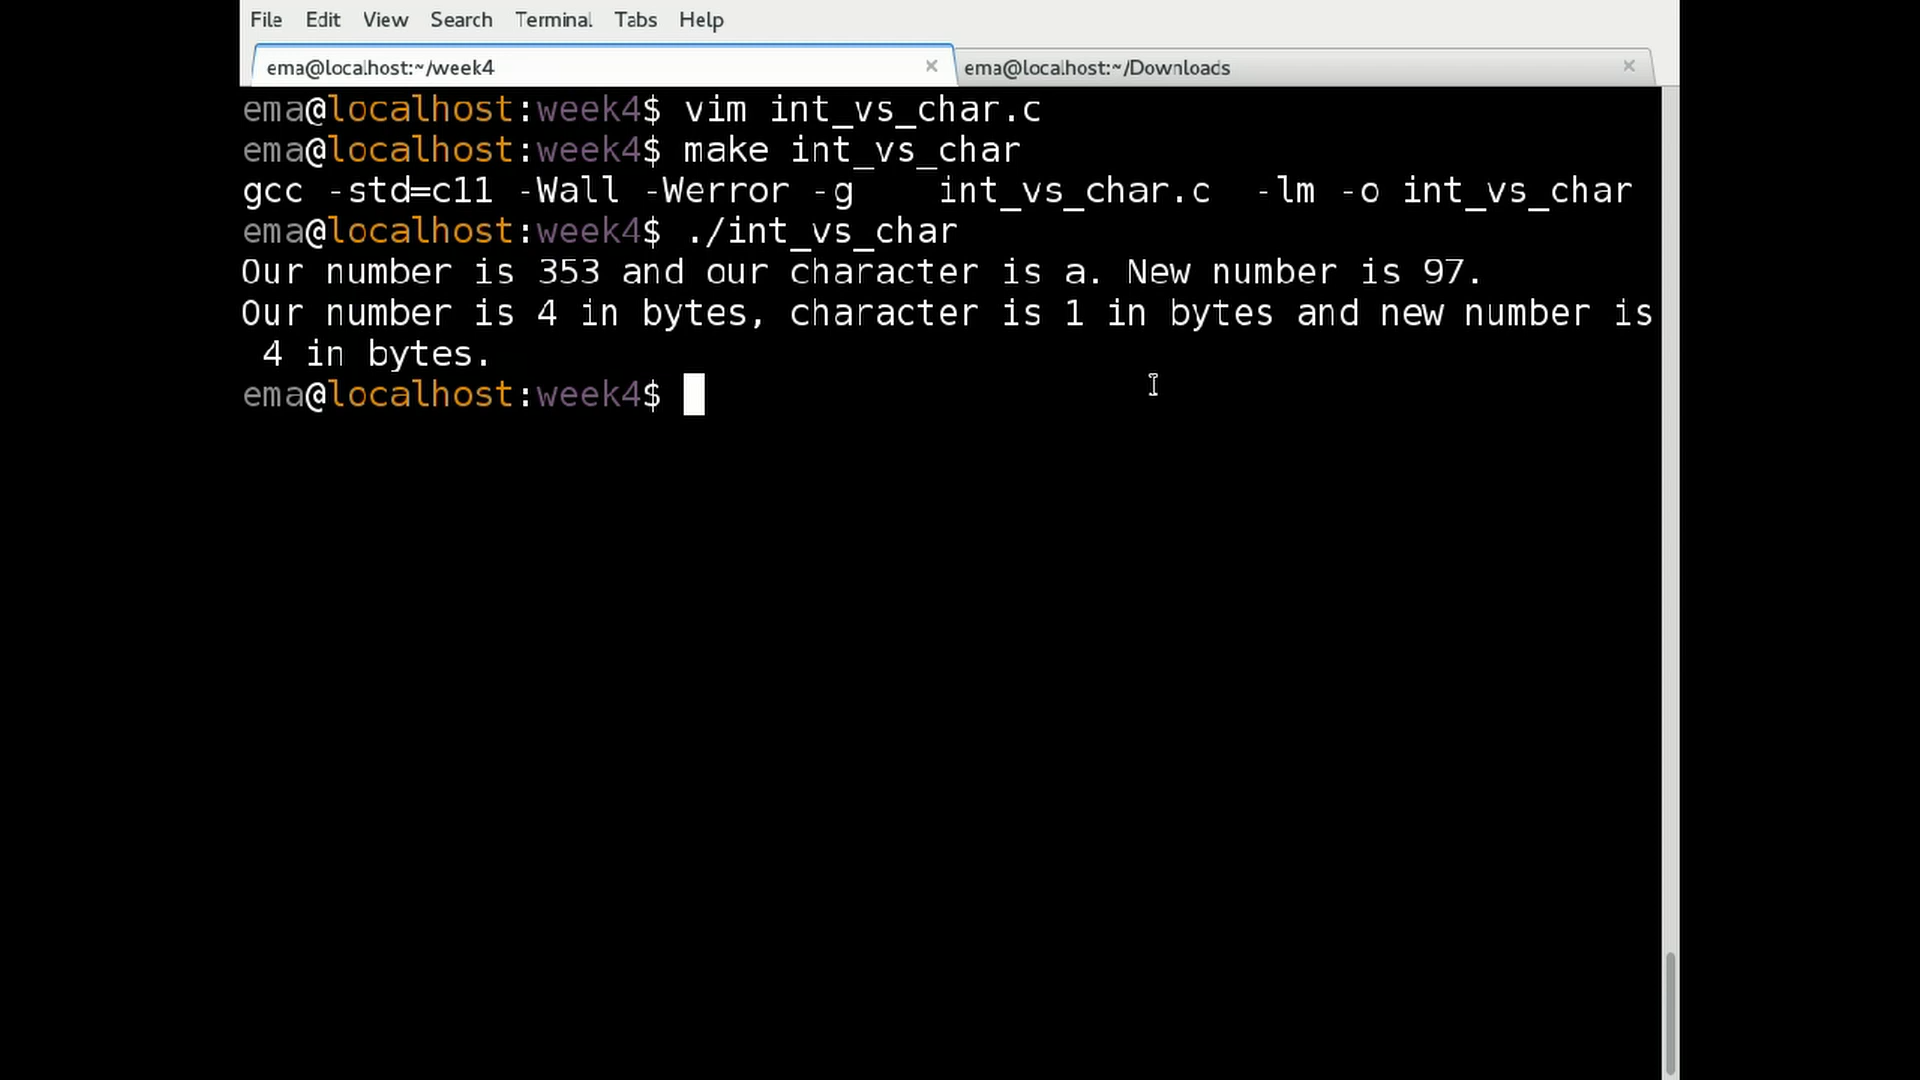 File Edit View Search Terminal Tabs Help
ema@localhost:~/week4 × ema@localhost:~/Downloads ×
ema@localhost:week4$ vim int_vs_char.c
ema@localhost:week4$ make int_vs_char
gcc -std=c11 -Wall -Werror -g    int_vs_char.c  -lm -o int_vs_char
ema@localhost:week4$ ./int_vs_char
Our number is 353 and our character is a. New number is 97.
Our number is 4 in bytes, character is 1 in bytes and new number is
 4 in bytes.
ema@localhost:week4$